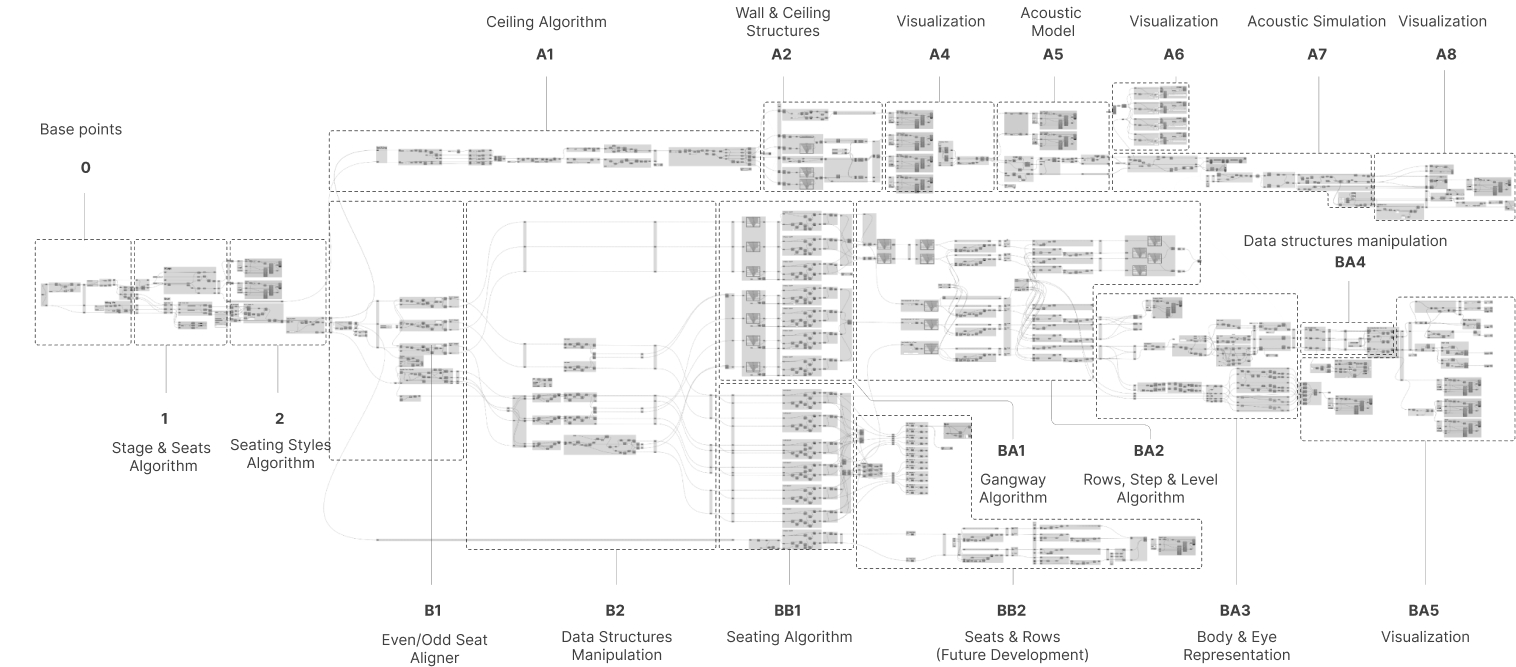 Ceiling Algorithm
A1
Wall & Ceiling
Structures
A2
Visualization
A4
Acoustic
Model
A5
Visualization
A6
Acoustic Simulation
A7
Visualization
A8
Base points
0
Data structures manipulation
BA4
1
Stage & Seats
Algorithm
2
Seating Styles
Algorithm
BA1
Gangway
Algorithm
BA2
Rows, Step & Level
Algorithm
B1
Even/Odd Seat
Aligner
B2
Data Structures
Manipulation
BB1
Seating Algorithm
BB2
Seats & Rows
(Future Development)
BA3
Body & Eye
Representation
BA5
Visualization